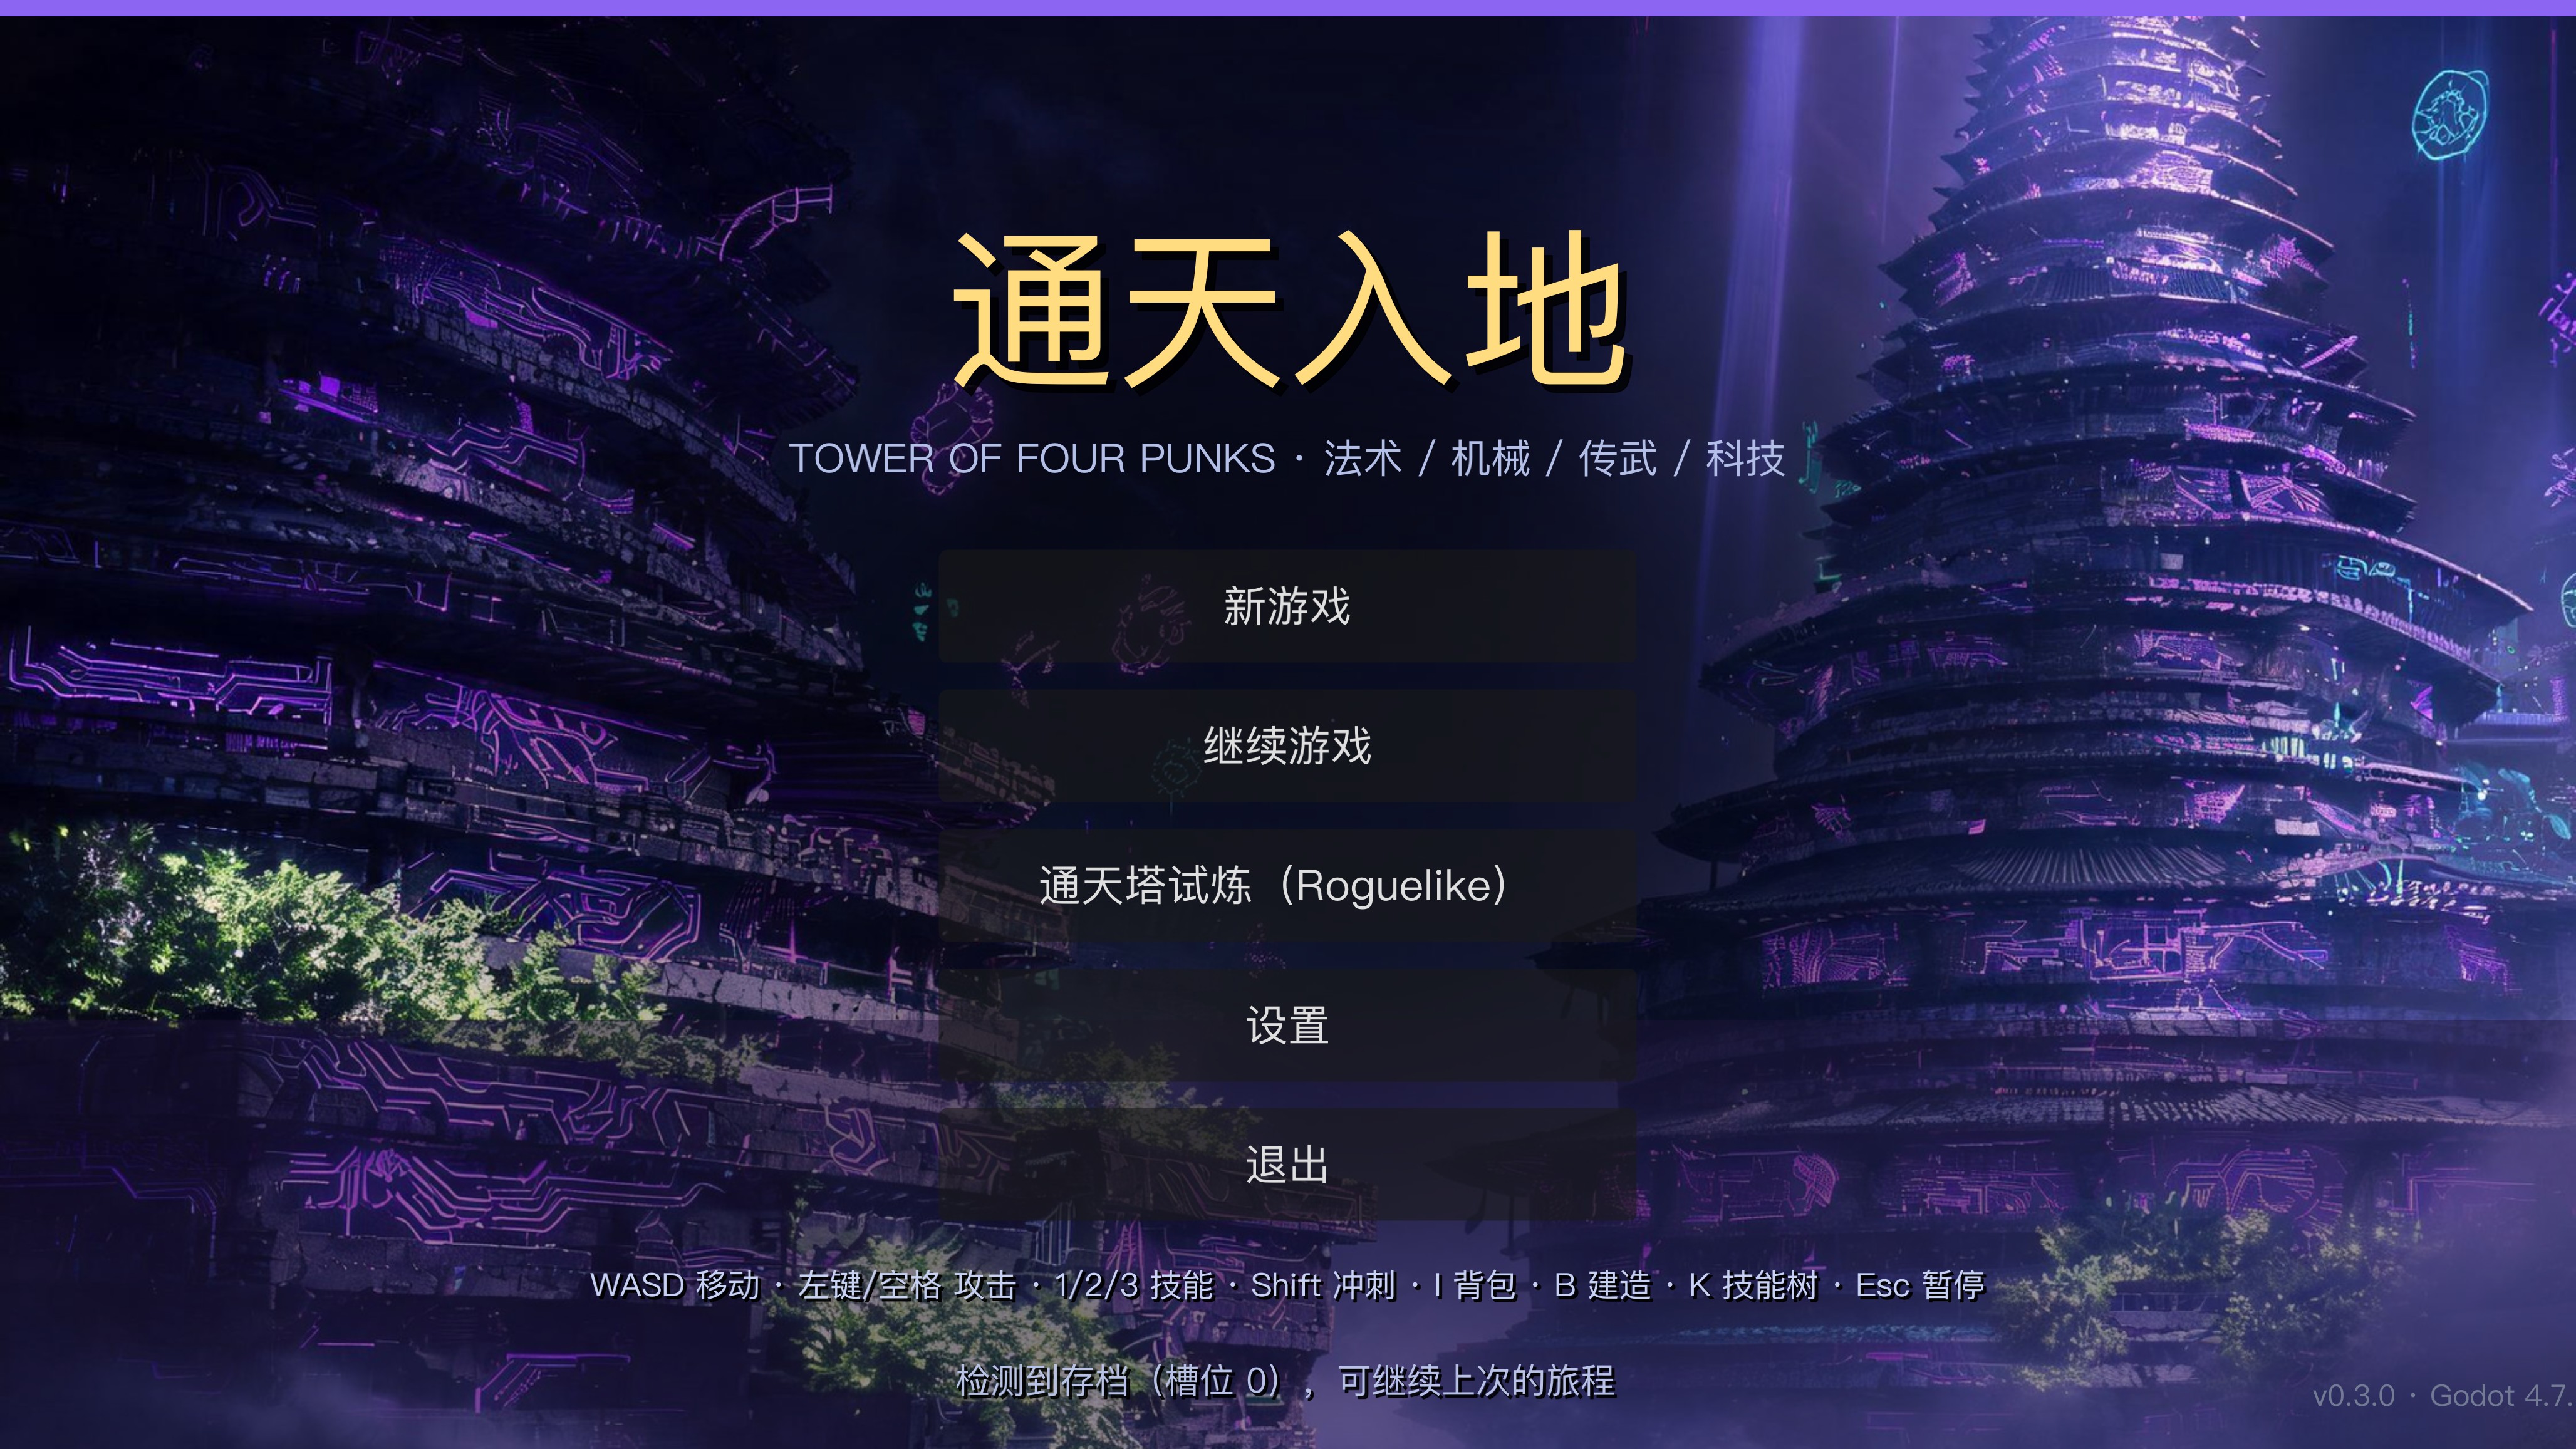 通天入地
TOWER OF FOUR PUNKS · 法术 / 机械 / 传武 / 科技
新游戏
继续游戏
通天塔试炼（Roguelike）
设置
退出
WASD 移动 · 左键/空格 攻击 · 1/2/3 技能 · Shift 冲刺 · I 背包 · B 建造 · K 技能树 · Esc 暂停
检测到存档（槽位 0），可继续上次的旅程
v0.3.0 · Godot 4.7.